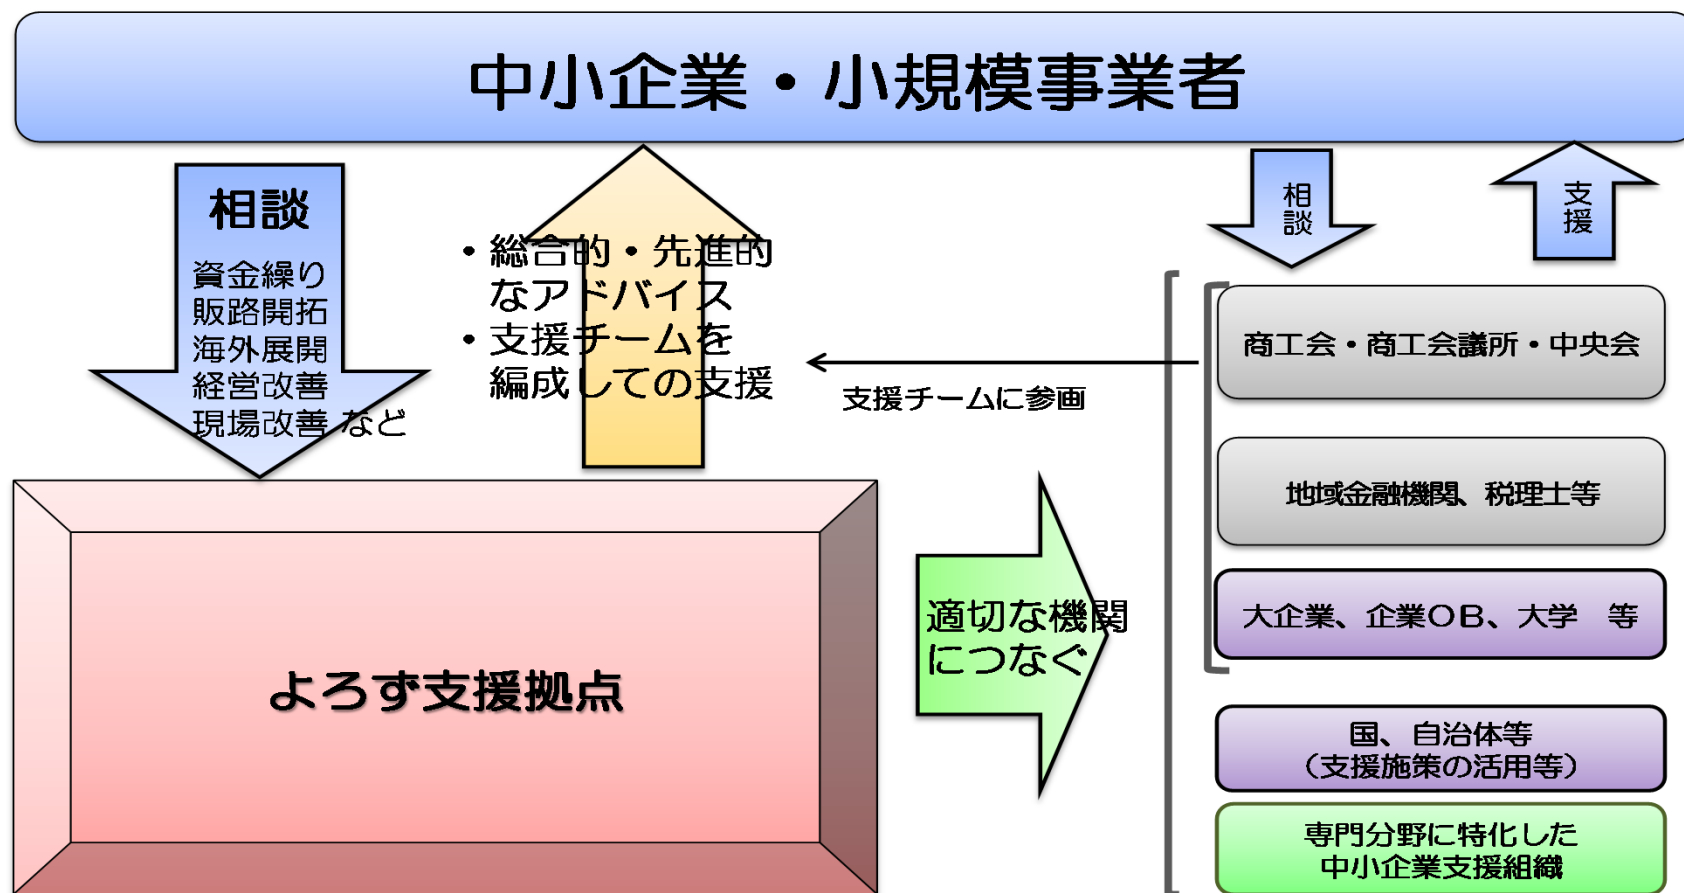 中小企業・小規模事業者
相談
資金繰り
販路開拓
海外展開
経営改善
現場改善 など
・総合的・先進的
なアドバイス
・支援チームを
編成しての支援
相談
支援
支援チームに参画
商工会・商工会議所・中央会
地域金融機関、税理士等
大企業、企業OB、大学　等
国、自治体等
（支援施策の活用等）
専門分野に特化した
中小企業支援組織
適切な機関
につなぐ
よろず支援拠点